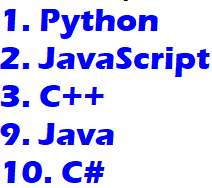 1. Python
2. JavaScript
3. C++
9. Java
10. C#